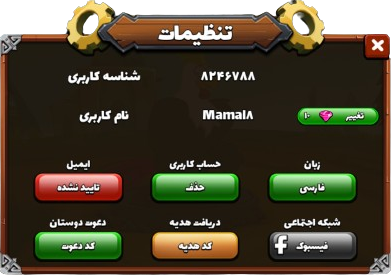 تنظیمات
شناسه کاربری ۸۲۴۶۷۸۸
نام کاربری Mamal۸ تغییر ۱۰
زبان حساب کاربری ایمیل
فارسی حذف تایید نشده
شبکه اجتماعی دریافت هدیه دعوت دوستان
فیسبوک f کد هدیه کد دعوت